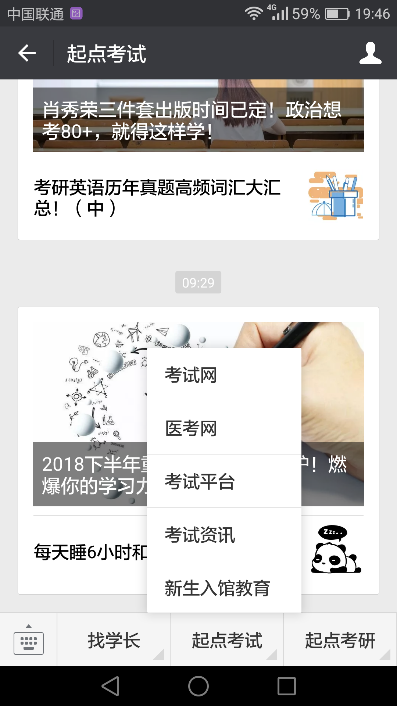 中国联通
4G
59%
19:46
起点考试
肖秀荣三件套出版时间已定！政治想
考80+，就得这样学！
考研英语历年真题高频词汇大汇
总！（中）
09:29
2018下半年
护！燃
爆你的学习力
每天睡6小时和
Zzz..
考试网
医考网
考试平台
考试资讯
新生入馆教育
找学长
起点考试
起点考研